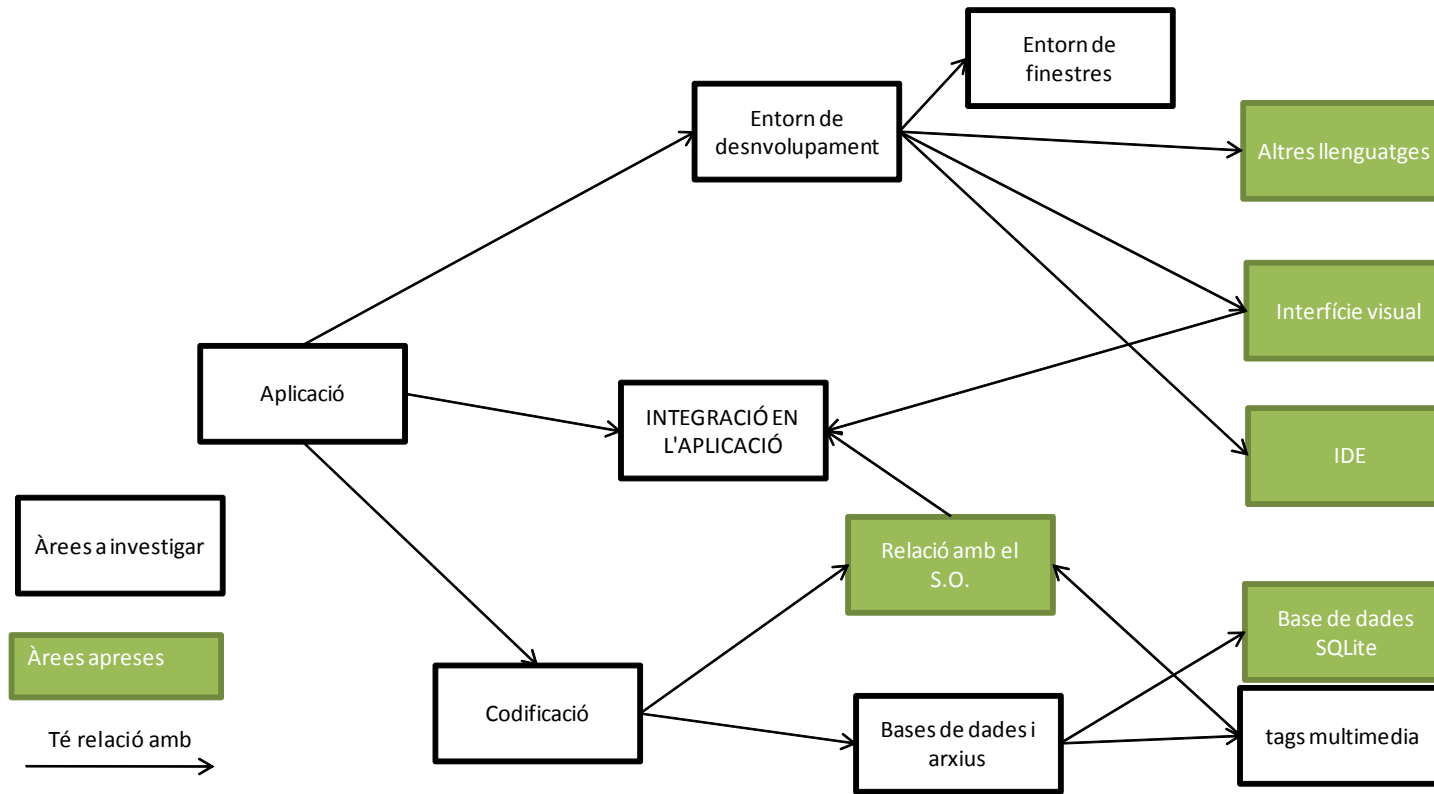 Entorn de
finestres
Entorn de
desnvolupament
Altres llenguatges
Interfície visual
Aplicació
INTEGRACIÓ EN
L'APLICACIÓ
IDE
Àrees a investigar
Relació amb el
S.O.
Base de dades
SQLite
Àrees apreses
Codificació
Bases de dades i
arxius
tags multimedia
Té relació amb